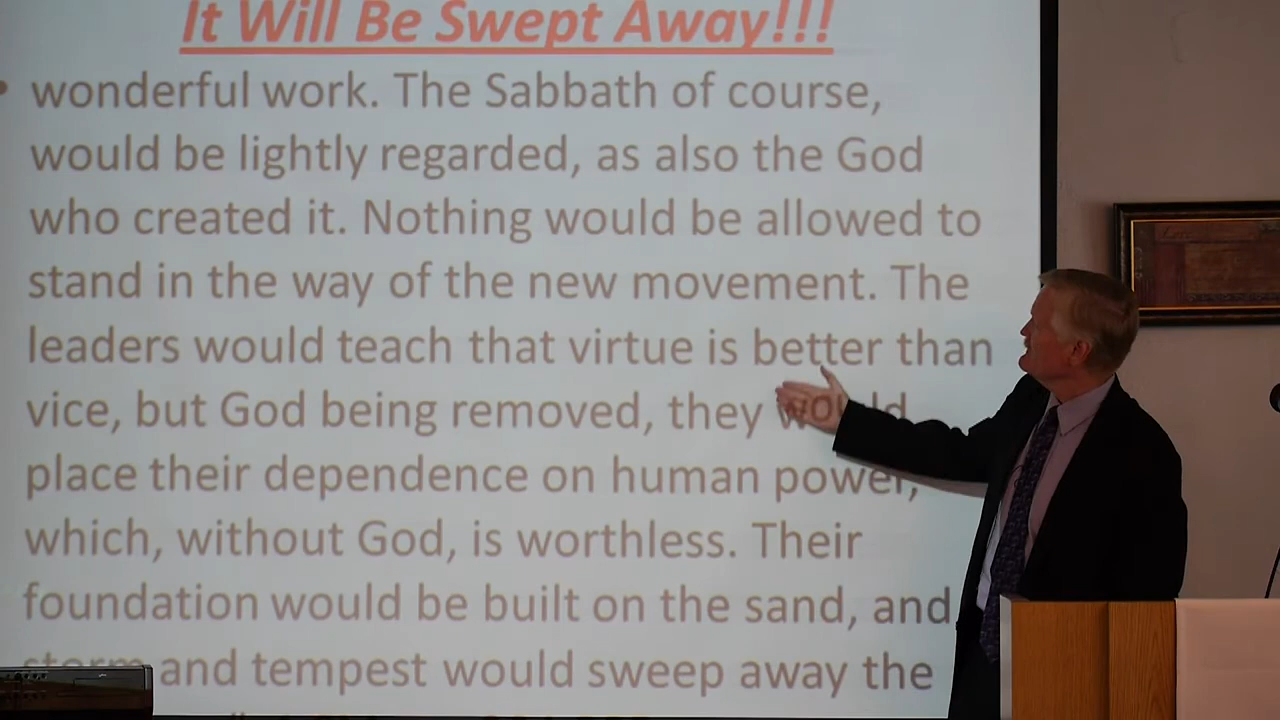 It Will Be Swept Away!!!
• wonderful work. The Sabbath of course,
would be lightly regarded, as also the God
who created it. Nothing would be allowed to
stand in the way of the new movement. The
leaders would teach that virtue is better than
vice, but God being removed, they would
place their dependence on human power,
which, without God, is worthless. Their
foundation would be built on the sand, and
storm and tempest would sweep away the